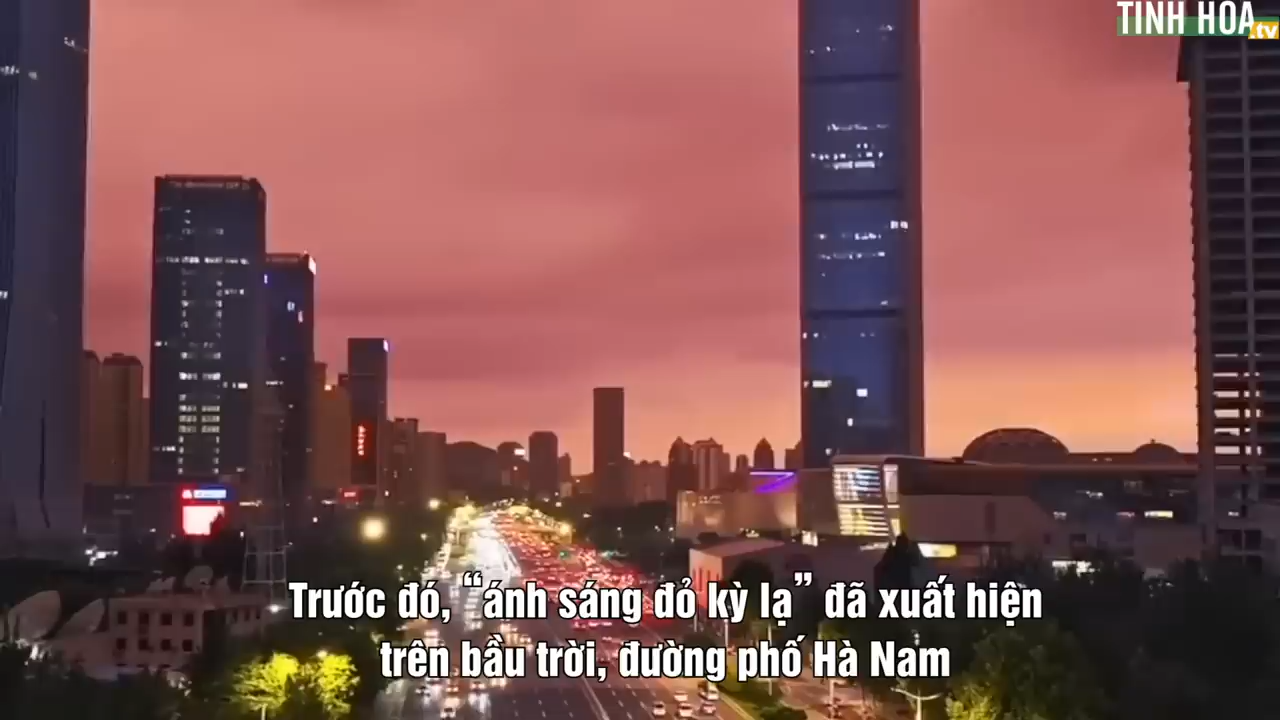 TINH HOA
.tv
Trước đó, “ánh sáng đỏ kỳ lạ” đã xuất hiện
trên bầu trời, đường phố Hà Nam